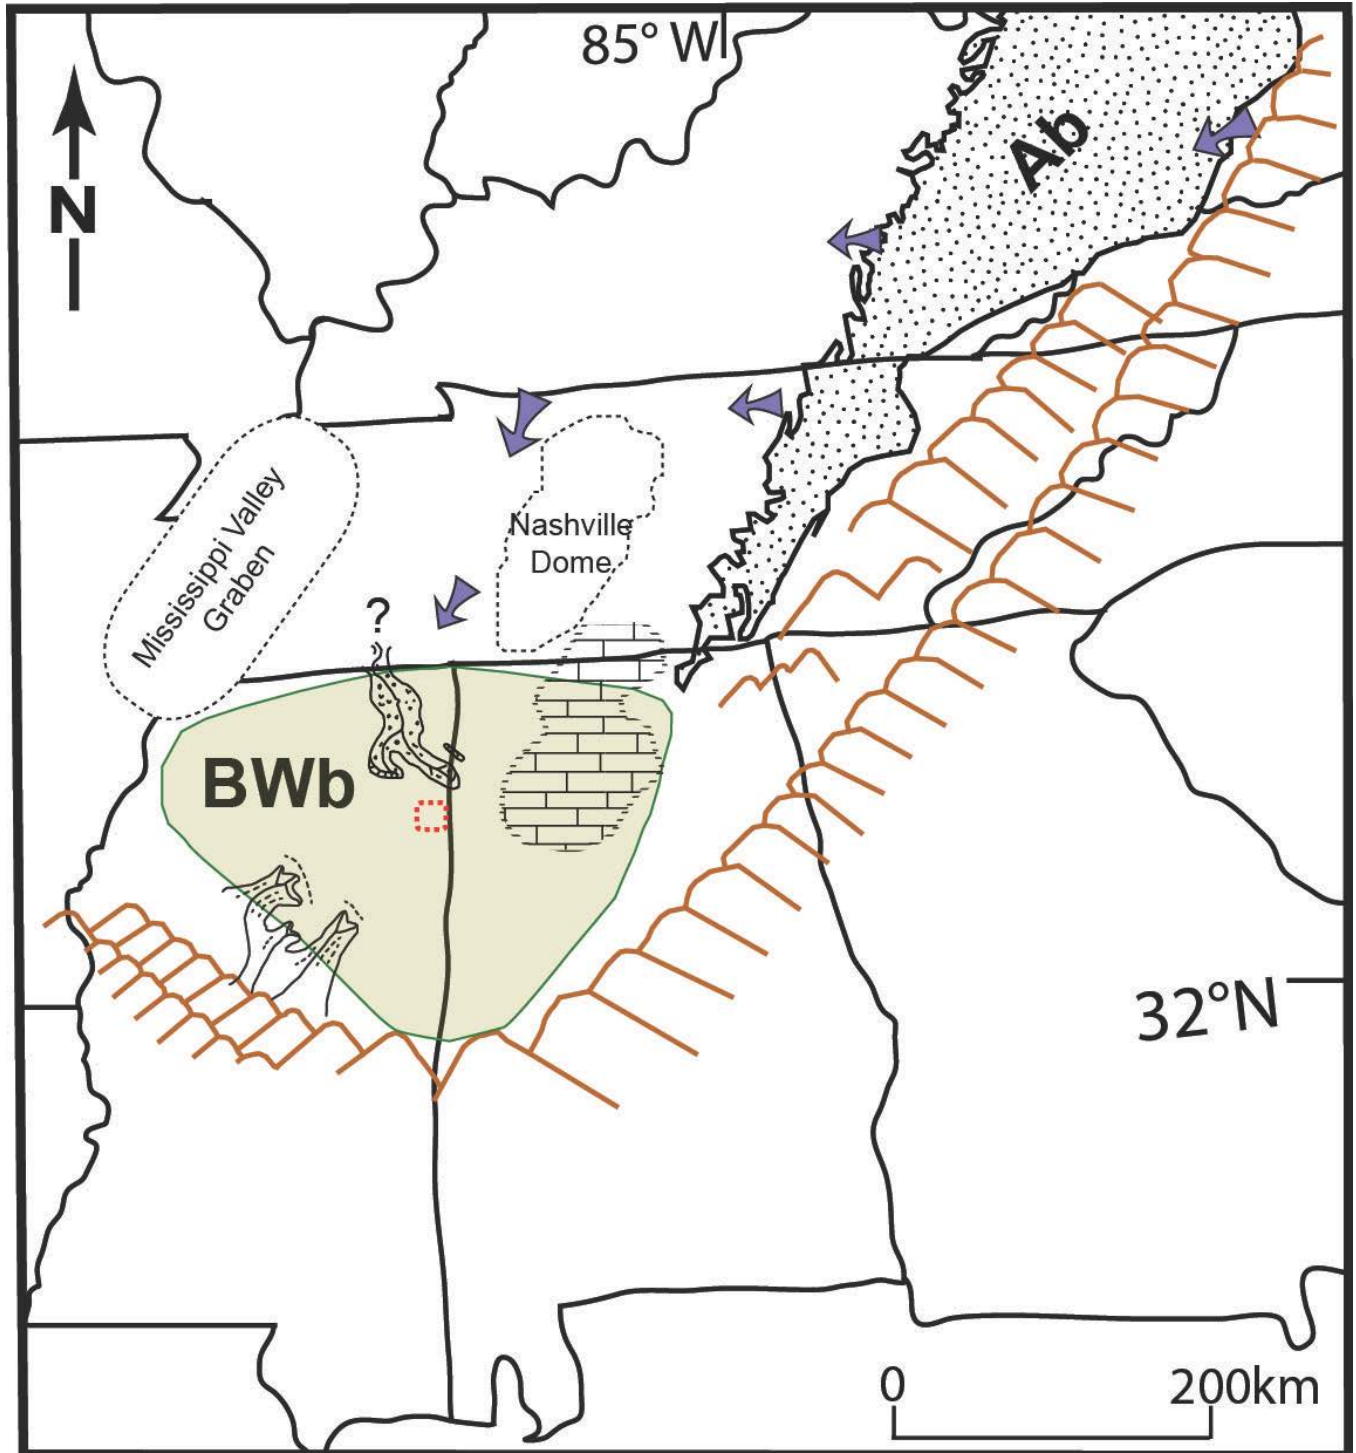 85° W
N
Ab
Mississippi Valley
Graben
Nashville
Dome
?
BWb
32°N
0
200km